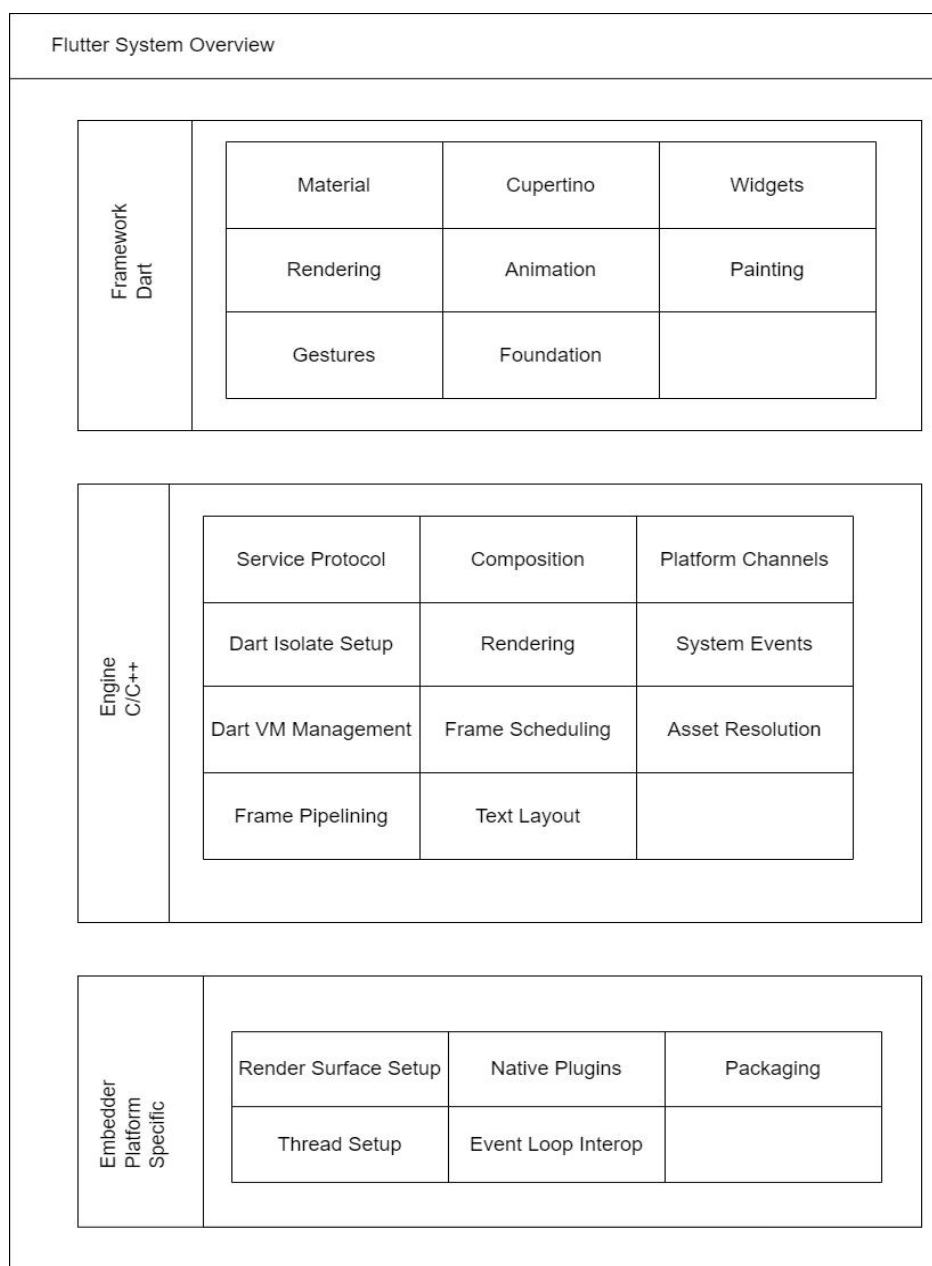 Flutter System Overview
Framework
Dart
Material
Cupertino
Widgets
Rendering
Animation
Painting
Gestures
Foundation
Engine
C/C++
Service Protocol
Composition
Platform Channels
Dart Isolate Setup
Rendering
System Events
Dart VM Management
Frame Scheduling
Asset Resolution
Frame Pipelining
Text Layout
Embedder
Platform
Specific
Render Surface Setup
Native Plugins
Packaging
Thread Setup
Event Loop Interop